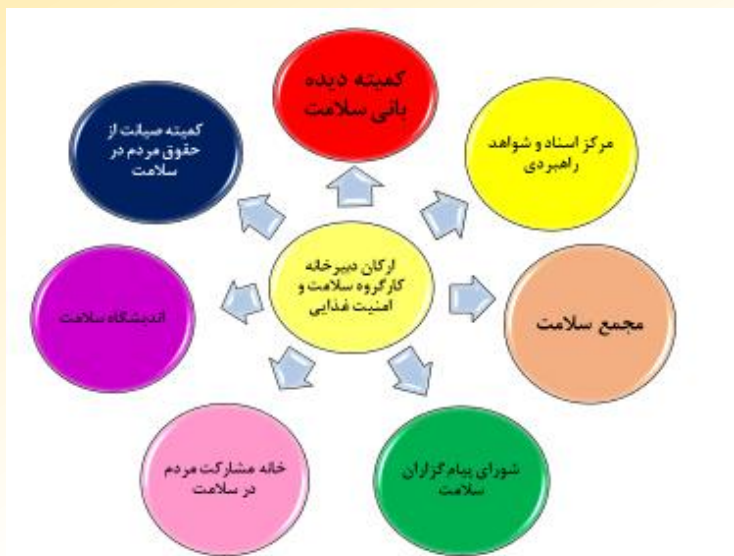 کمیته دیده
بانی سلامت
مرکز اسناد و شواهد
راهبردی
مجمع سلامت
شورای پیام گزاران
سلامت
خانه مشارکت مردم
در سلامت
اندیشگاه سلامت
کمیته صیانت از
حقوق مردم در
سلامت
ارکان دبیرخانه
کارگروه سلامت و
امنیت غذایی